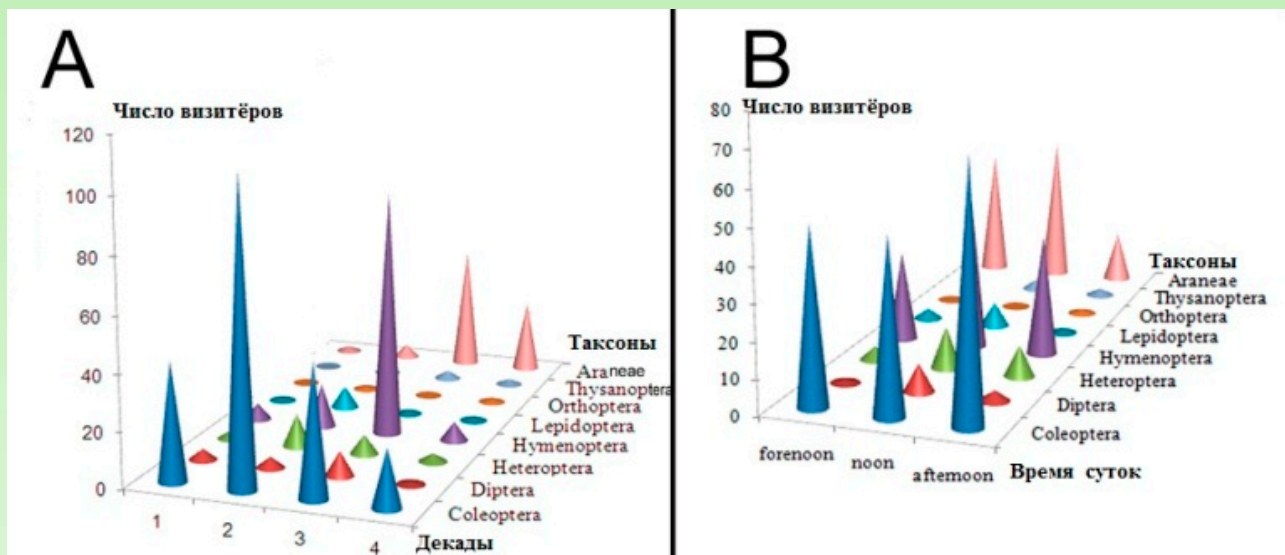 A
Число визитёров
120
100
80
60
40
20
0
1
2
3
4
Декады
Таксоны
Araneae
Thysanoptera
Orthoptera
Lepidoptera
Hymenoptera
Heteroptera
Diptera
Coleoptera
B
Число визитёров
80
70
60
50
40
30
20
10
0
forenoon
noon
afternoon
Время суток
Таксоны
Araneae
Thysanoptera
Orthoptera
Lepidoptera
Hymenoptera
Heteroptera
Diptera
Coleoptera